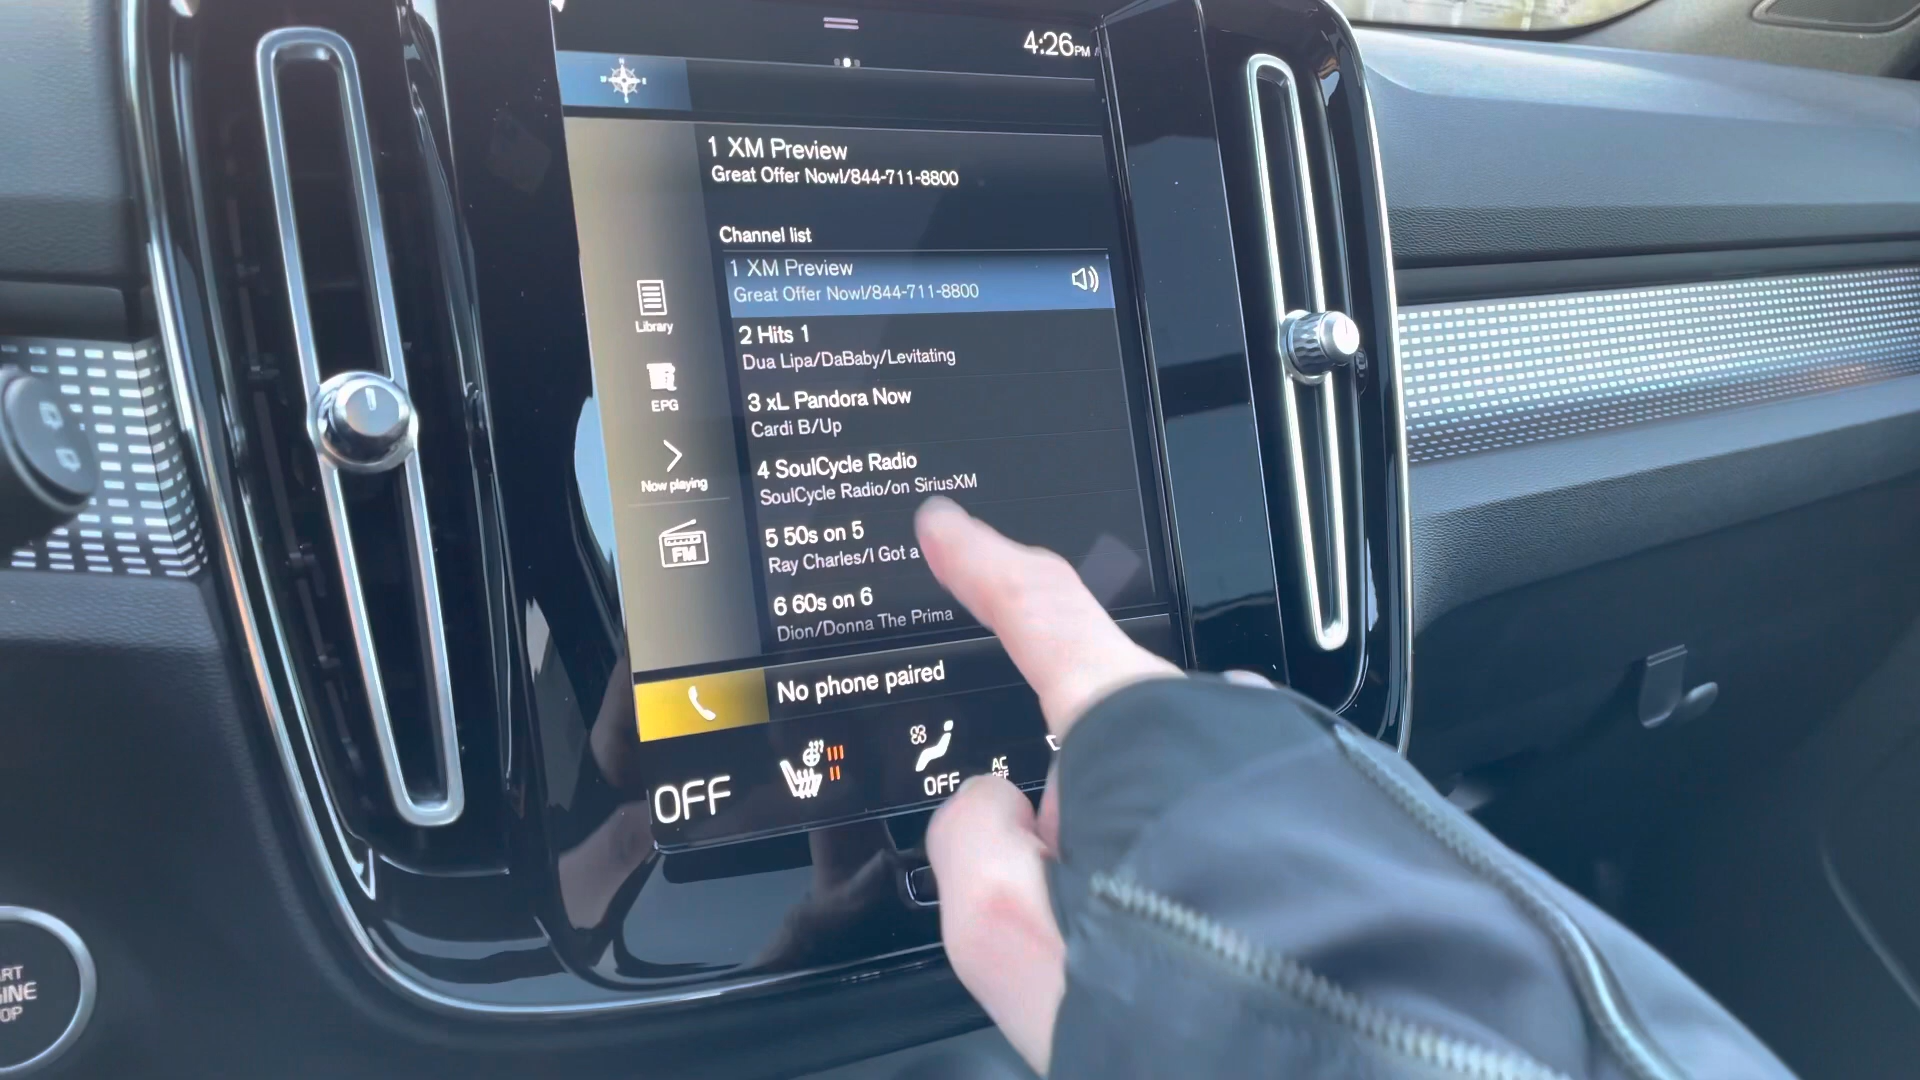 4:26PM
1 XM Preview
Great Offer Now!/844-711-8800
Channel list
1 XM Preview
Great Offer Now!/844-711-8800
2 Hits 1
Dua Lipa/DaBaby/Levitating
3 xL Pandora Now
Cardi B/Up
4 SoulCycle Radio
SoulCycle Radio/on SiriusXM
5 50s on 5
Ray Charles/I Got a
6 60s on 6
Dion/Donna The Prima
Library
EPG
Now playing
FM
No phone paired
OFF
OFF
AC
OFF